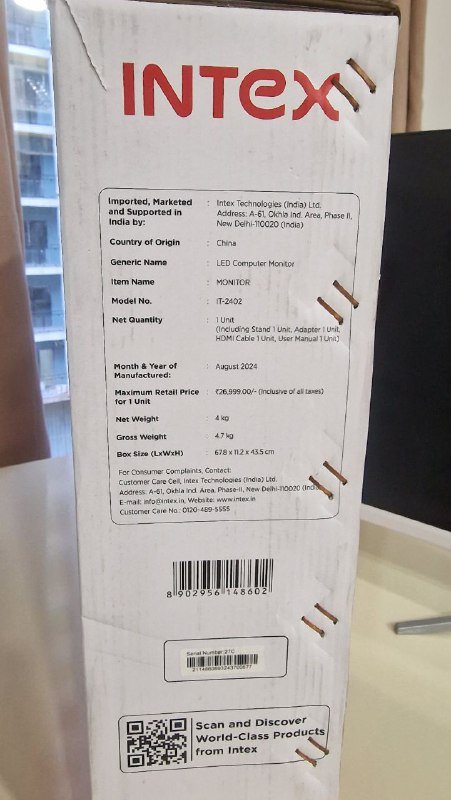 INTEX
Imported, Marketed and Supported in India by: : Intex Technologies (India) Ltd. Address: A-61, Okhla Ind. Area, Phase II, New Delhi-110020 (India)
Country of Origin : China
Generic Name : LED Computer Monitor
Item Name : MONITOR
Model No. : IT-2402
Net Quantity : 1 Unit
(Including Stand 1 Unit, Adapter 1 Unit,
HDMI Cable 1 Unit, User Manual 1 Unit)
Month & Year of Manufactured: : August 2024
Maximum Retail Price for 1 Unit : ₹26,999.00/- (Inclusive of all taxes)
Net Weight : 4 kg
Gross Weight : 4.7 kg
Box Size (LxWxH) : 67.8 x 11.2 x 43.5 cm
For Consumer Complaints, Contact:
Customer Care Cell, Intex Technologies (India) Ltd.
Address: A-61, Okhla Ind. Area, Phase-II, New Delhi-110020
E-mail: info@intex.in, Website: www.intex.in
Customer Care No.: 0120-489-5555
8 902956 148602
Serial Number
Scan and Discover
World-Class Products
from Intex